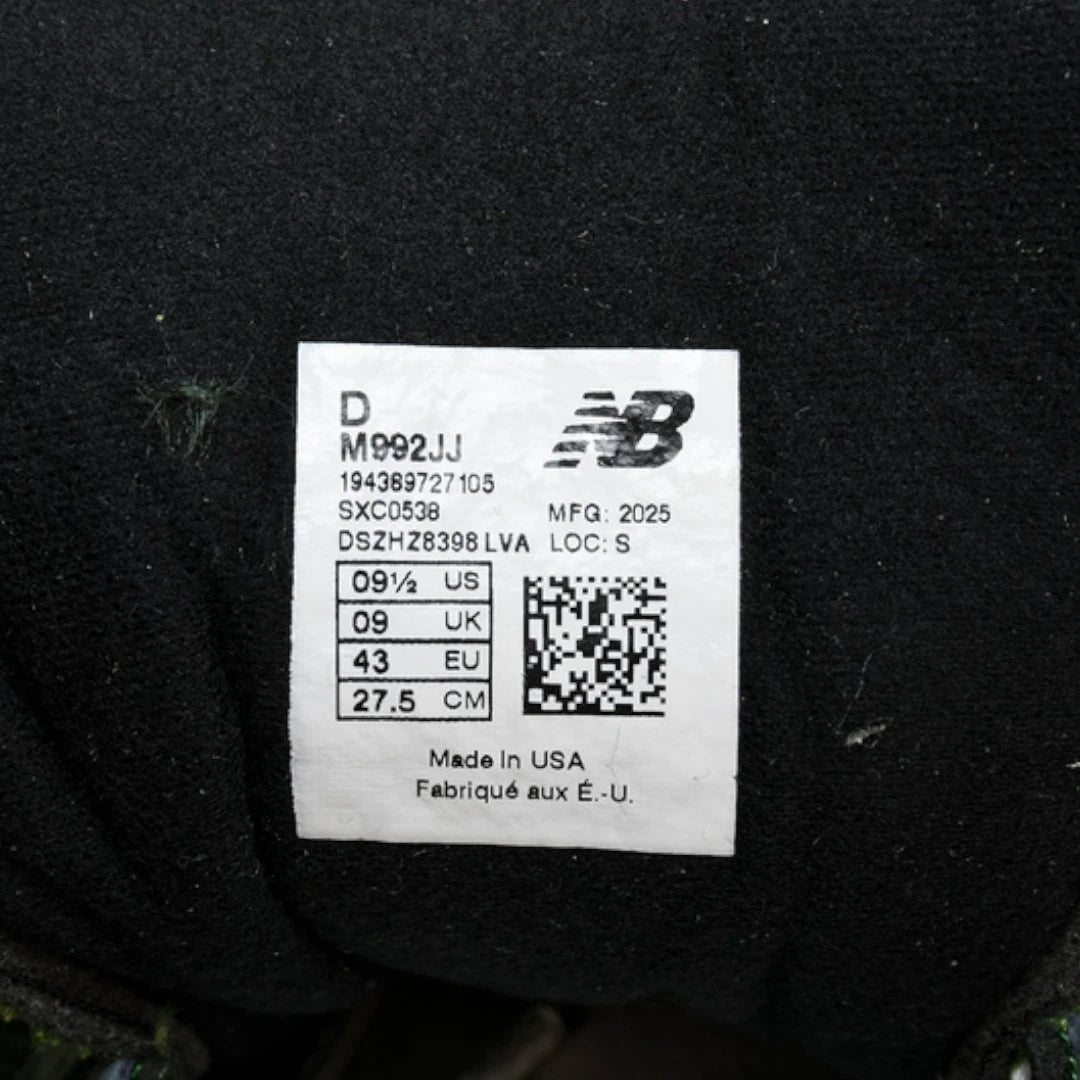 D
NB
M992JJ
194389727105
SXC0538
MFG: 2025
DSZHZ8398 LVA
LOC: S
09½ US
09 UK
43 EU
27.5 CM
Made In USA
Fabriqué aux É.-U.